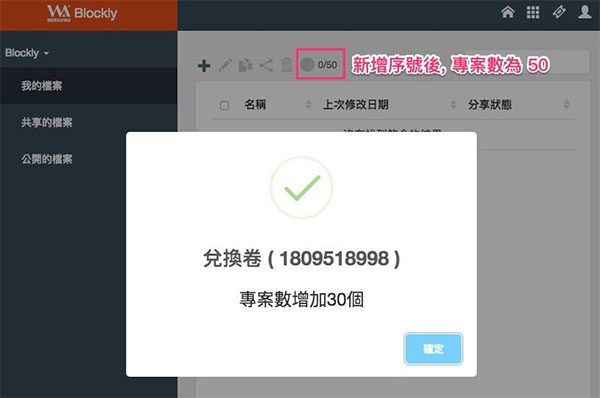 WEBDUINO Blockly
Blockly
我的檔案
共享的檔案
公開的檔案
0/50
新增序號後, 專案數為 50
名稱 上次修改日期 分享狀態
兌換卷 ( 1809518998 )
專案數增加30個
確定